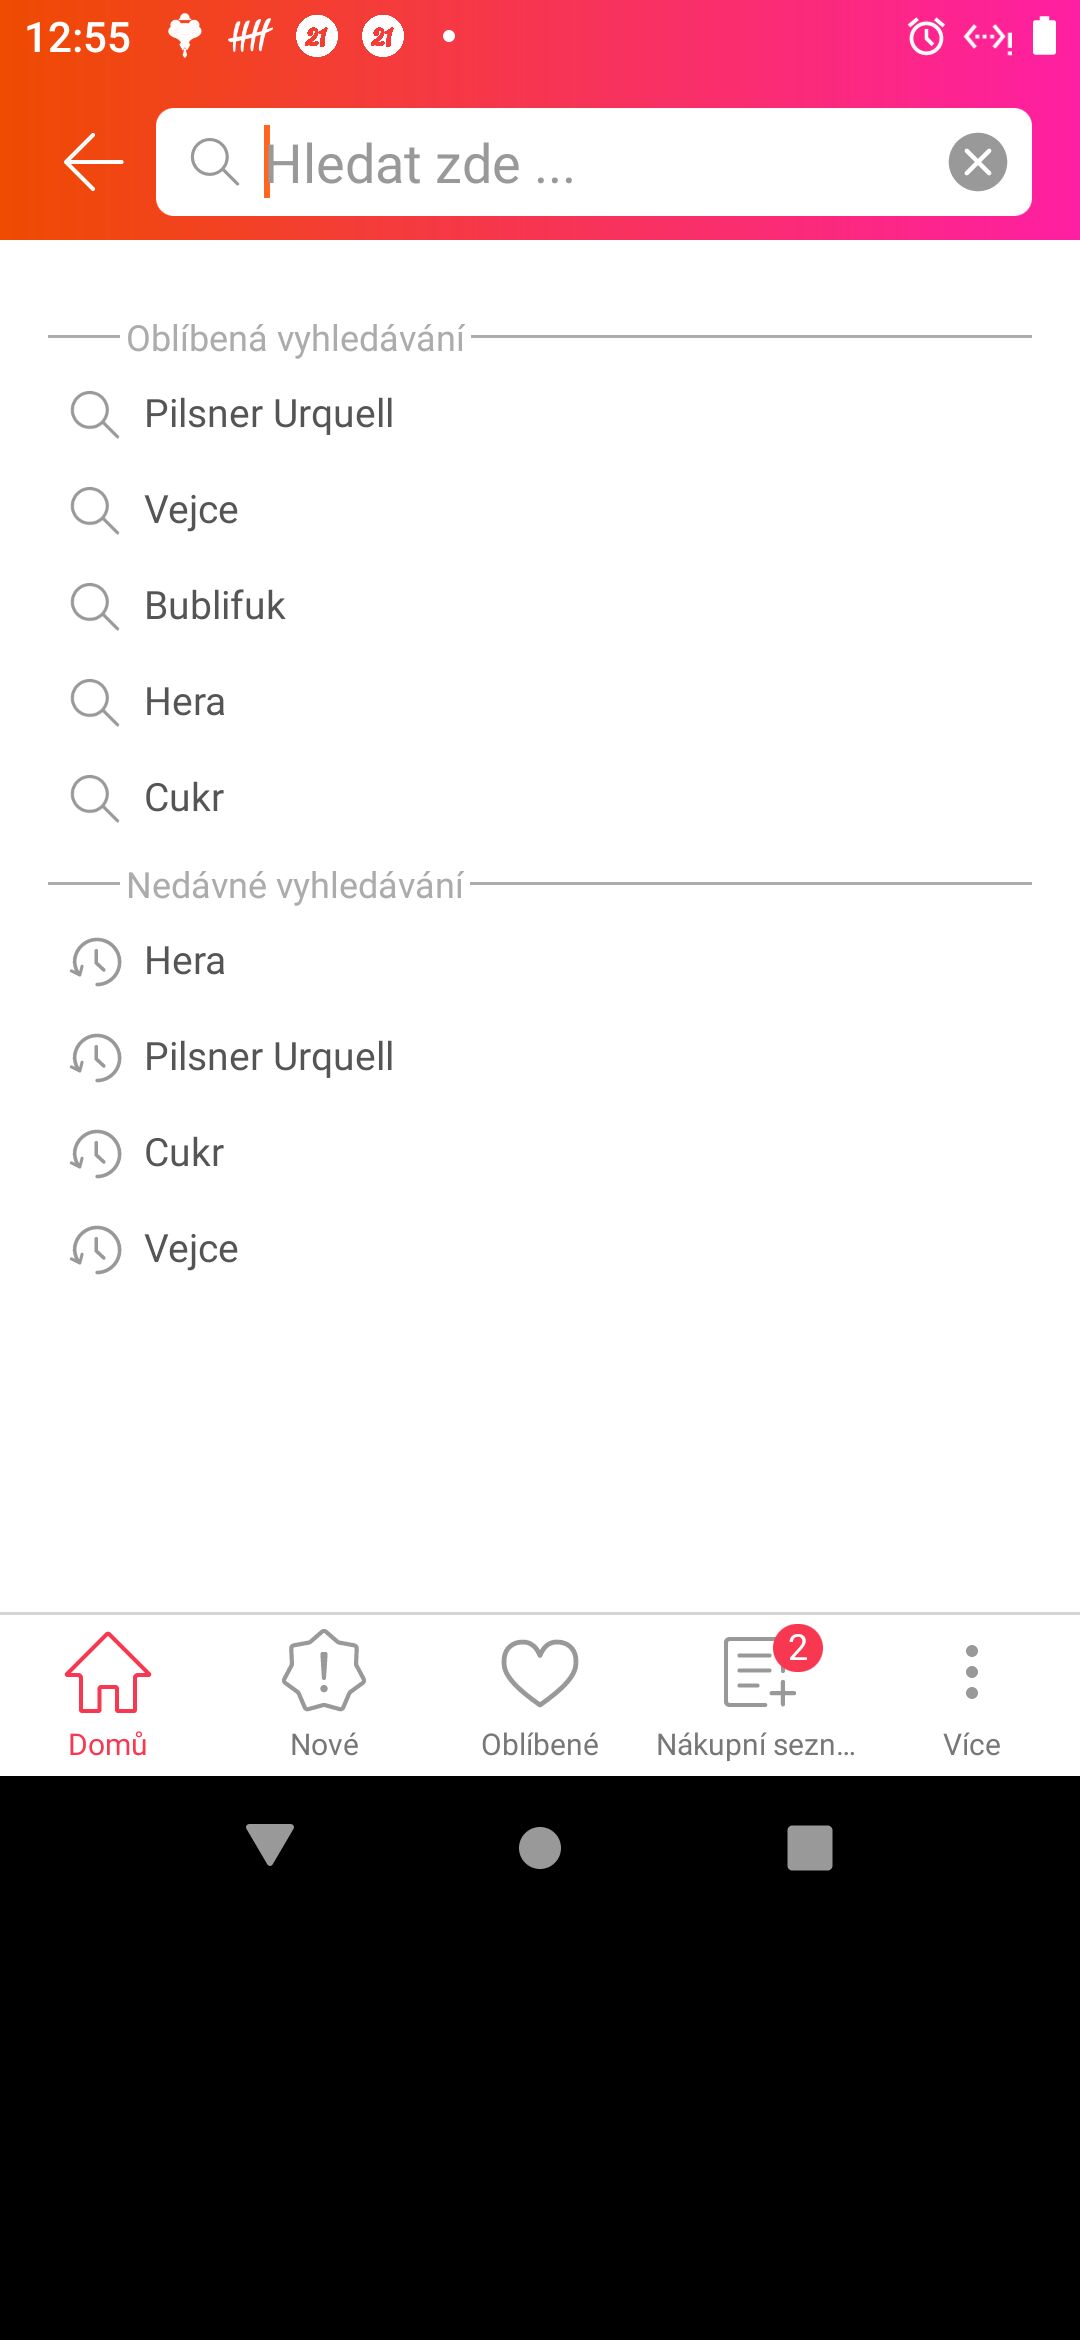 12:55
21 21
Hledat zde ...
Oblíbená vyhledávání
Pilsner Urquell
Vejce
Bublifuk
Hera
Cukr
Nedávné vyhledávání
Hera
Pilsner Urquell
Cukr
Vejce
2
Domů Nové Oblíbené Nákupní sezn... Více